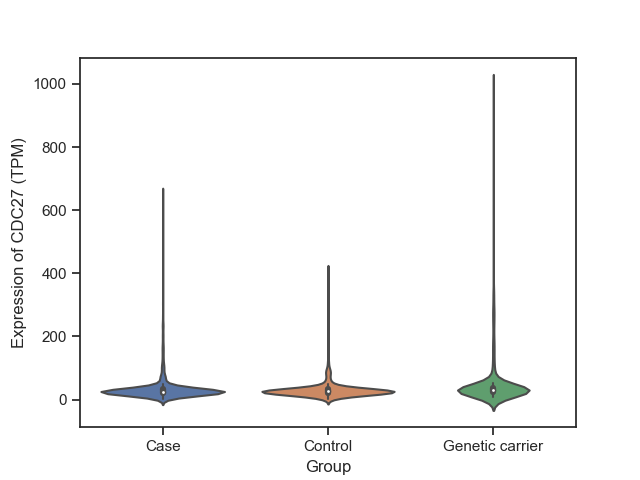 1000
800
600
400
200
0
Expression of CDC27 (TPM)
Case
Control
Genetic carrier
Group